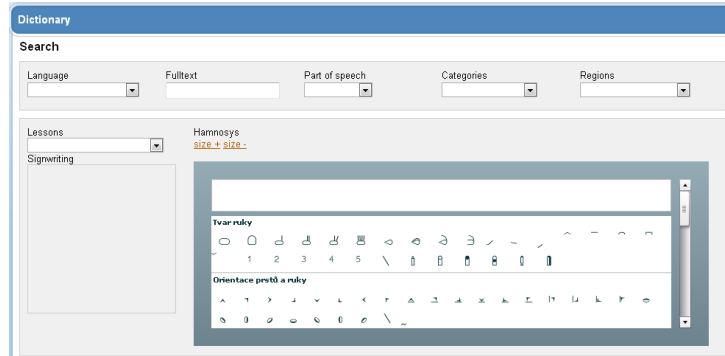 Dictionary
Search
Language Fulltext Part of speech Categories Regions
Lessons Hamnosys
size + size -
Signwriting
Tvar ruky
1 2 3 4 5
Orientace prstů a ruky